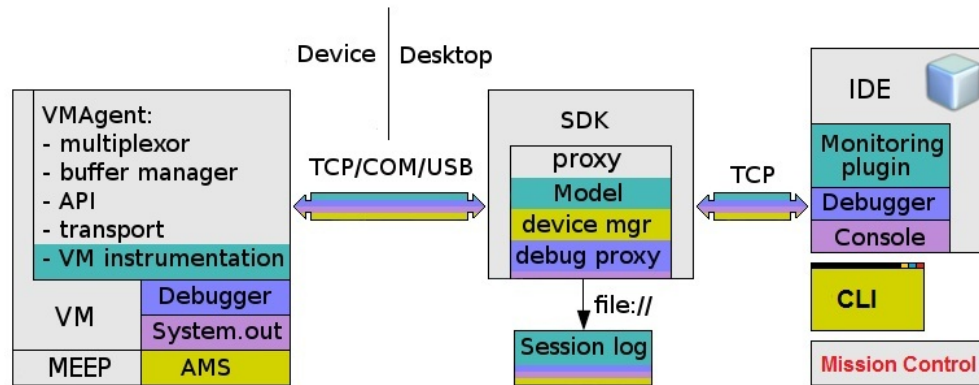 Device
Desktop
VMAgent:
- multiplexor
- buffer manager
- API
- transport
- VM instrumentation
VM
Debugger
System.out
MEEP
AMS
TCP/COM/USB
SDK
proxy
Model
device mgr
debug proxy
file://
Session log
TCP
IDE
Monitoring
plugin
Debugger
Console
CLI
Mission Control